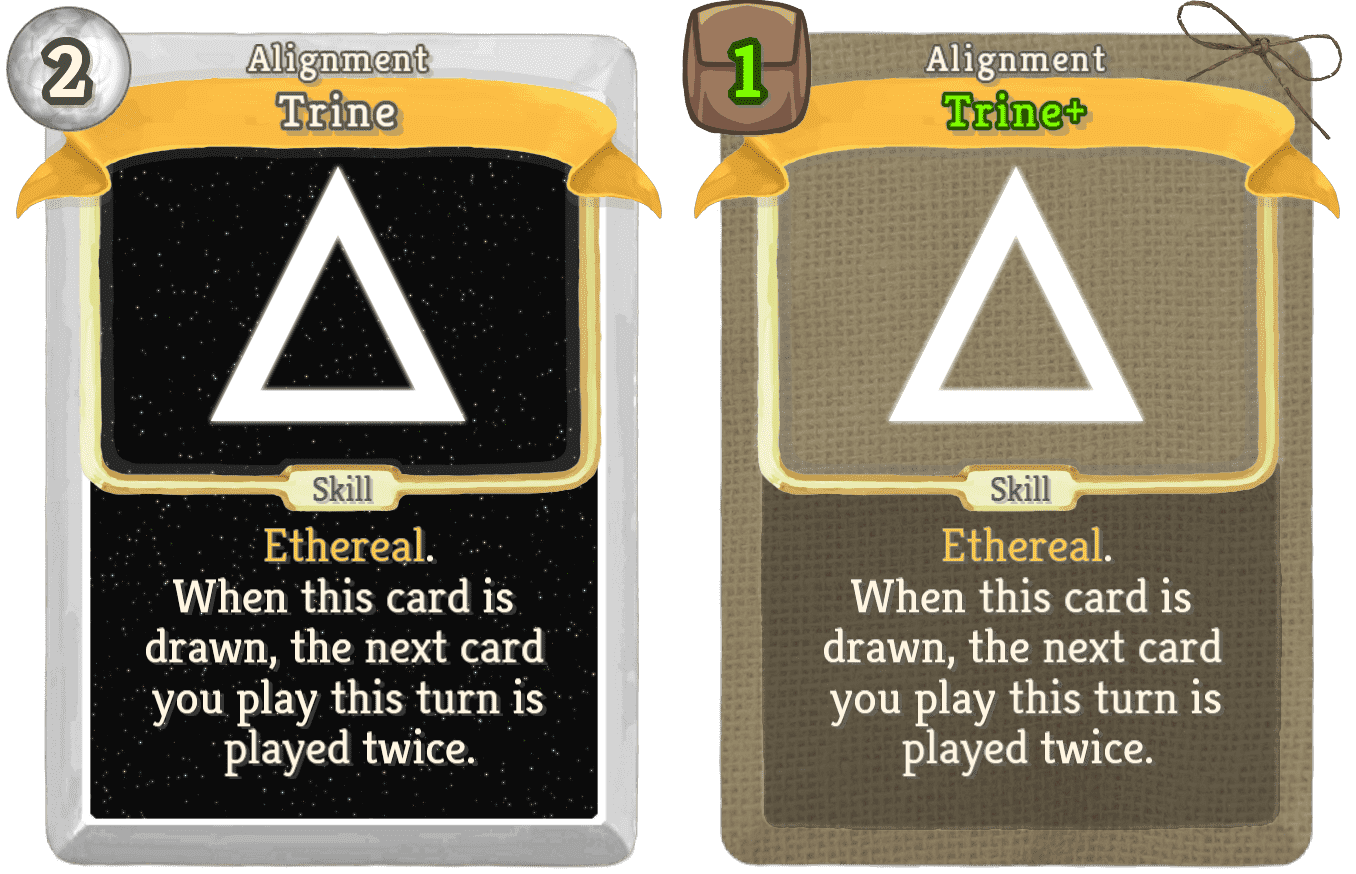 2
Alignment
Trine
Skill
Ethereal.
When this card is
drawn, the next card
you play this turn is
played twice.
1
Alignment
Trine+
Skill
Ethereal.
When this card is
drawn, the next card
you play this turn is
played twice.